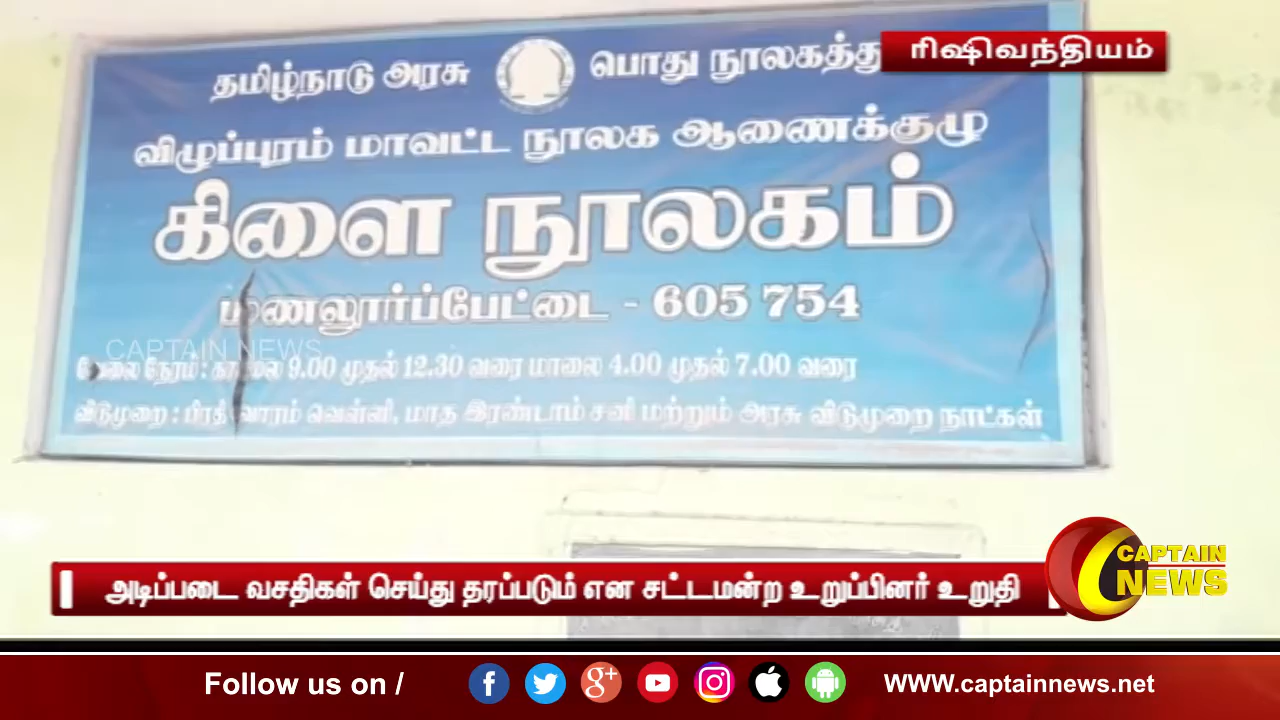 ரிஷிவந்தியம்
தமிழ்நாடு அரசு பொது நூலகத்து
விழுப்புரம் மாவட்ட நூலக ஆணைக்குழு
கிளை நூலகம்
மணலூர்ப்பேட்டை - 605 754
CAPTAIN NEWS
வேலை நேரம் : காலை 9.00 முதல் 12.30 வரை மாலை 4.00 முதல் 7.00 வரை
விடுமுறை : பிரதி வாரம் வெள்ளி, மாத இரண்டாம் சனி மற்றும் அரசு விடுமுறை நாட்கள்
அடிப்படை வசதிகள் செய்து தரப்படும் என சட்டமன்ற உறுப்பினர் உறுதி
CAPTAIN
NEWS
Follow us on / WWW.captainnews.net